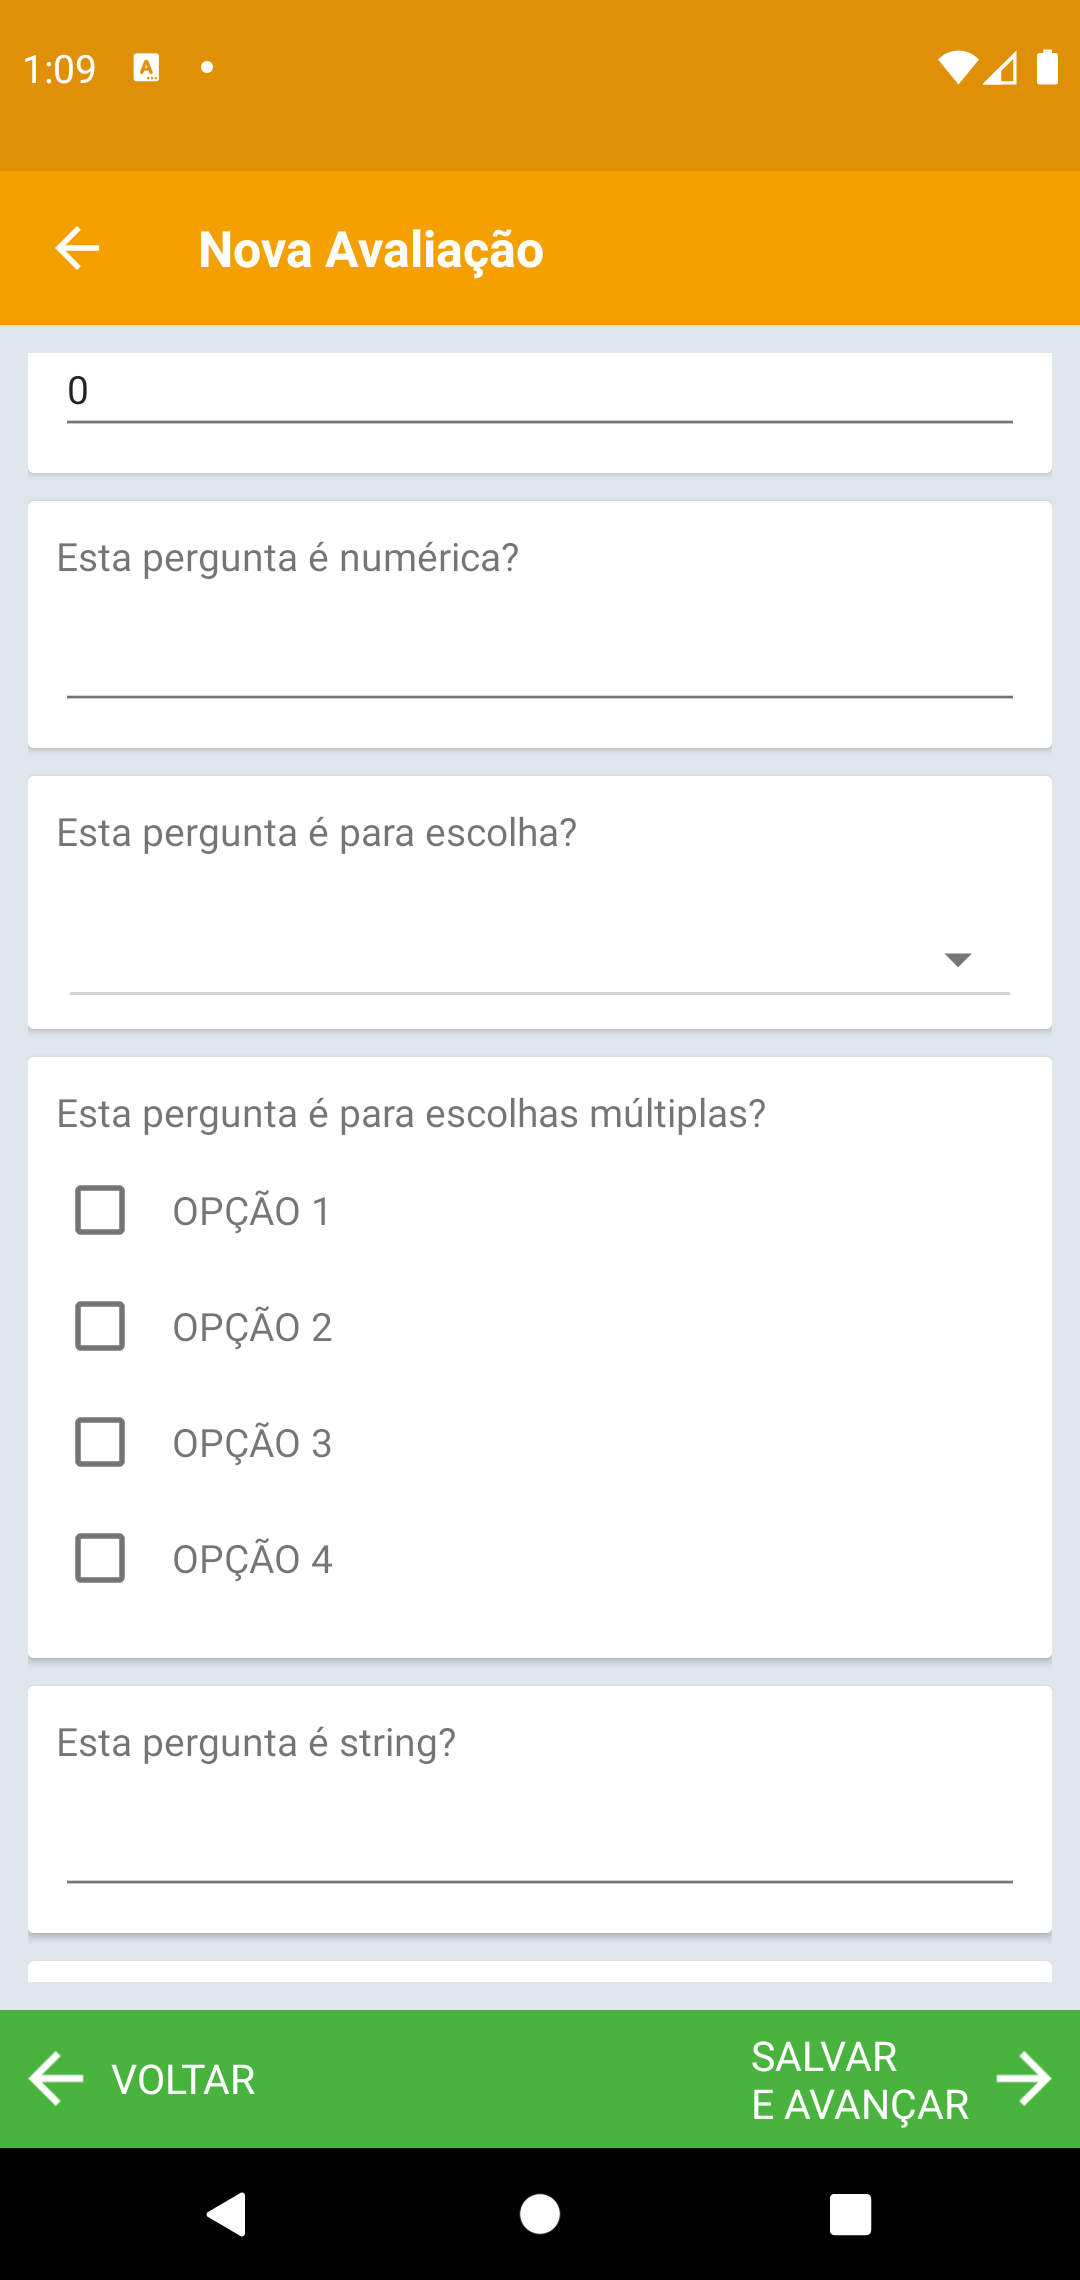 1:09
Nova Avaliação
0
Esta pergunta é numérica?
Esta pergunta é para escolha?
Esta pergunta é para escolhas múltiplas?
OPÇÃO 1
OPÇÃO 2
OPÇÃO 3
OPÇÃO 4
Esta pergunta é string?
VOLTAR
SALVAR
E AVANÇAR